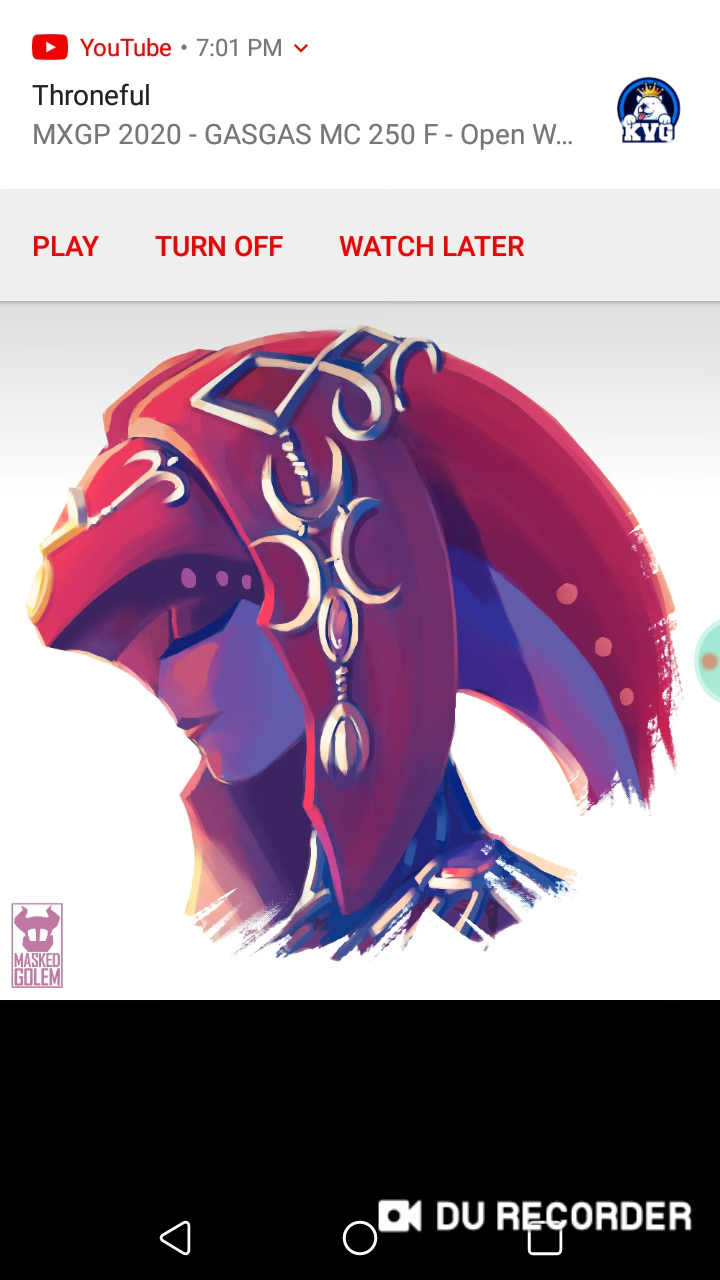 YouTube • 7:01 PM
Throneful
MXGP 2020 - GASGAS MC 250 F - Open W...
KVG
PLAY TURN OFF WATCH LATER
MASKED
GOLEM
DU RECORDER